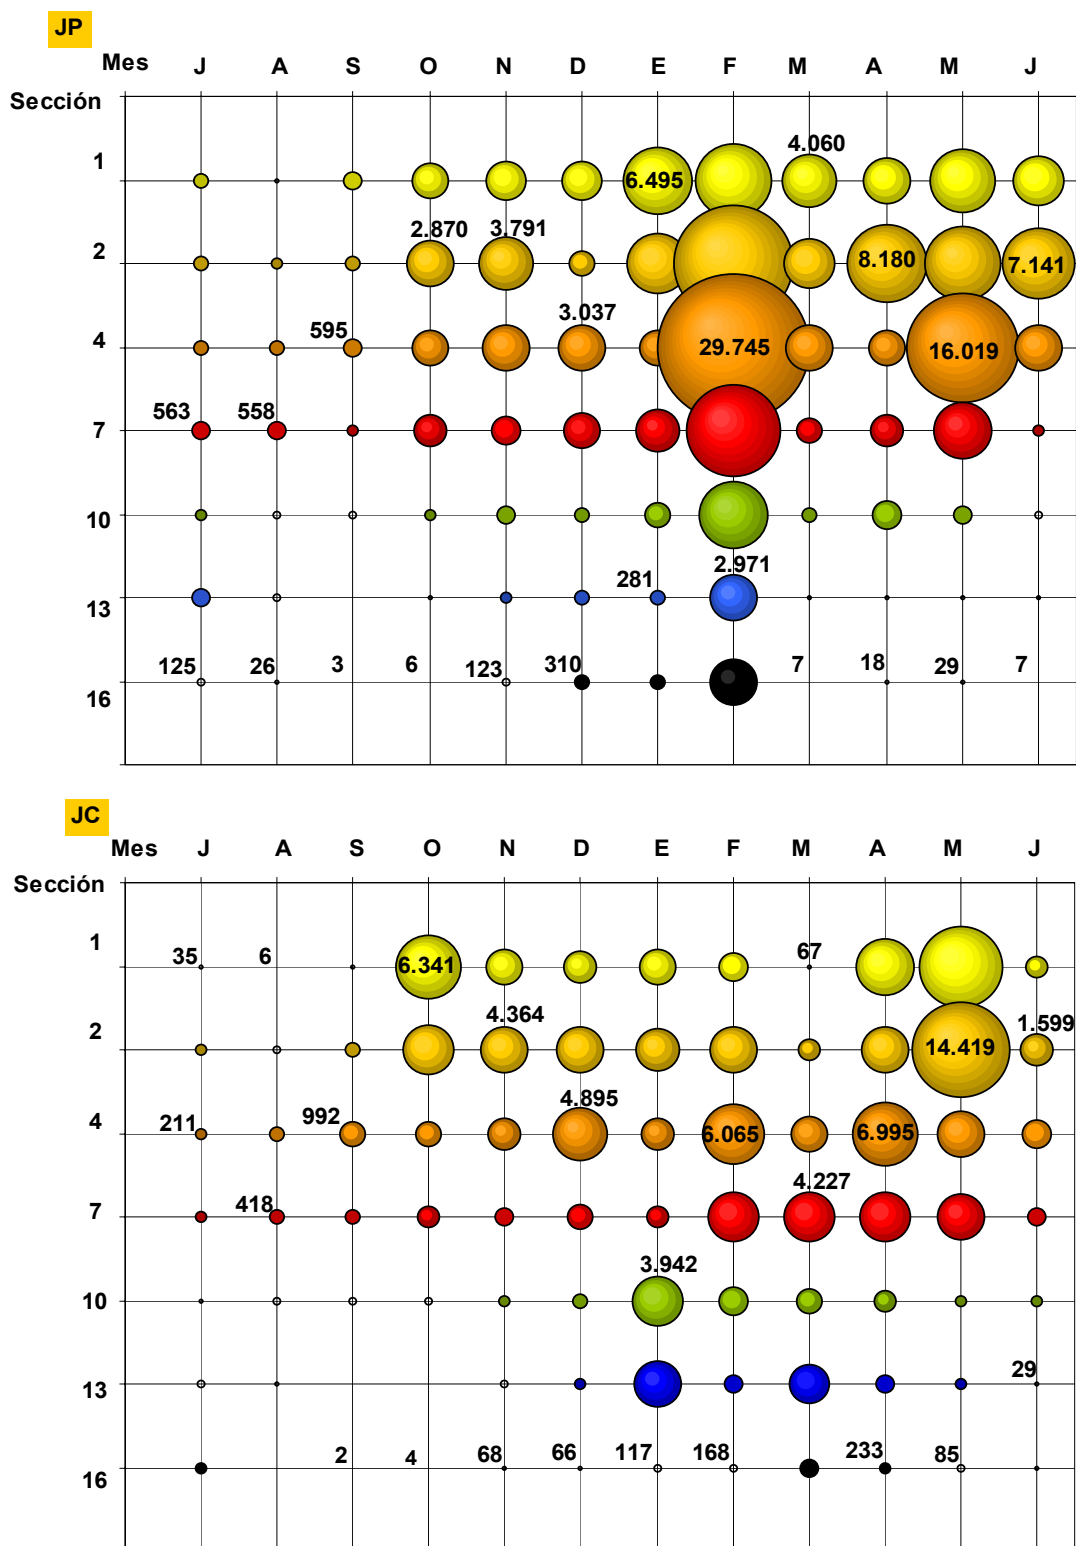 JP
Mes J A S O N D E F M A M J
Sección
1 4.060
6.495
2 2.870 3.791
8.180 7.141
4 595 3.037
29.745 16.019
7 563 558
10
13 281 2.971
16 125 26 3 6 123 310 7 18 29 7
JC
Mes J A S O N D E F M A M J
Sección
1 35 6 6.341 67
2 4.364 14.419 1.599
4 211 992 4.895 6.065 6.995
7 418 4.227
10 3.942
13 29
16 2 4 68 66 117 168 233 85